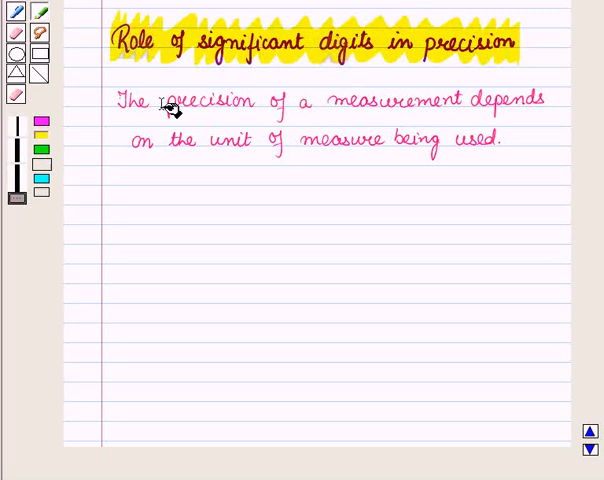 Role of significant digits in precision
The precision of a measurement depends
on the unit of measure being used.